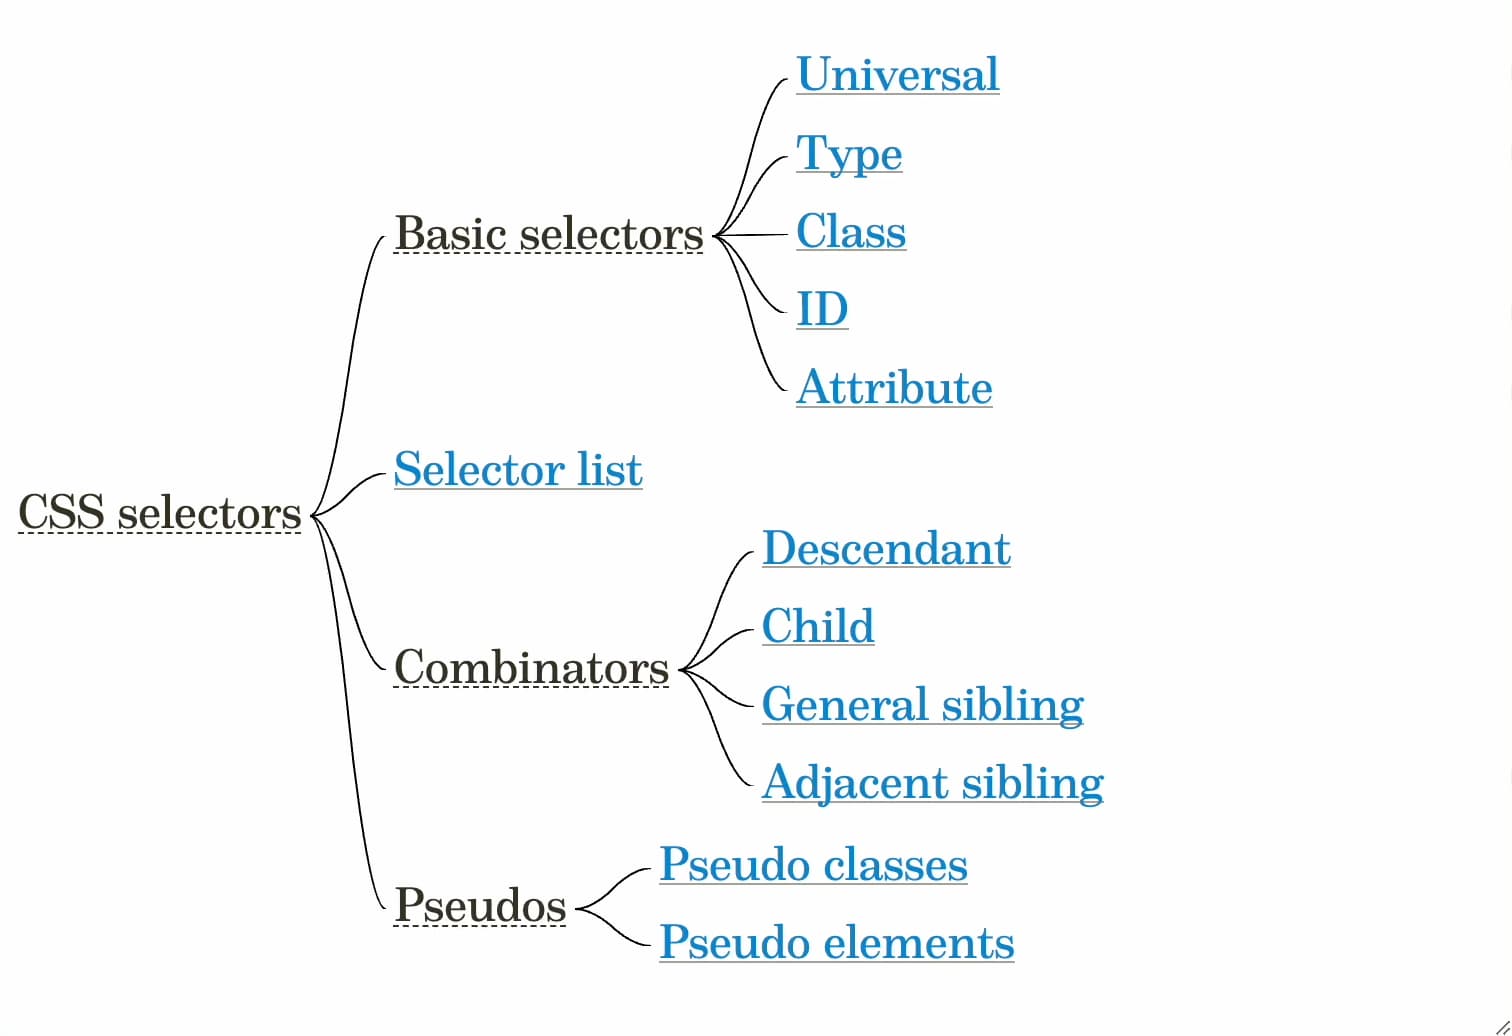 CSS selectors
Basic selectors
Universal
Type
Class
ID
Attribute
Selector list
Combinators
Descendant
Child
General sibling
Adjacent sibling
Pseudos
Pseudo classes
Pseudo elements